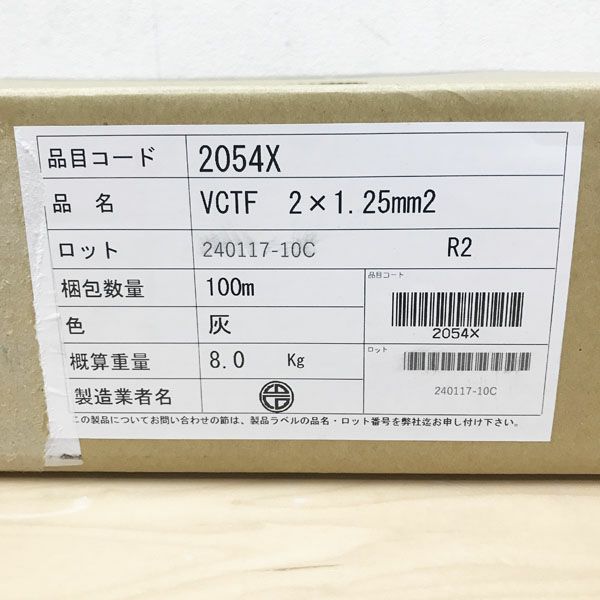 品目コード 2054X
品 名 VCTF 2×1.25mm2
ロット 240117-10C R2
梱包数量 100m
品目コード
2054X
色 灰
ロット
240117-10C
概算重量 8.0 Kg
製造業者名
この製品についてお問い合わせの節は、製品ラベルの品名・ロット番号を弊社迄お申し付け下さい。